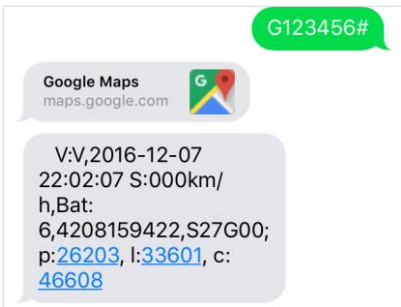 G123456#
Google Maps
maps.google.com
G
V:V,2016-12-07
22:02:07 S:000km/
h,Bat:
6,4208159422,S27G00;
p:26203, l:33601, c:
46608